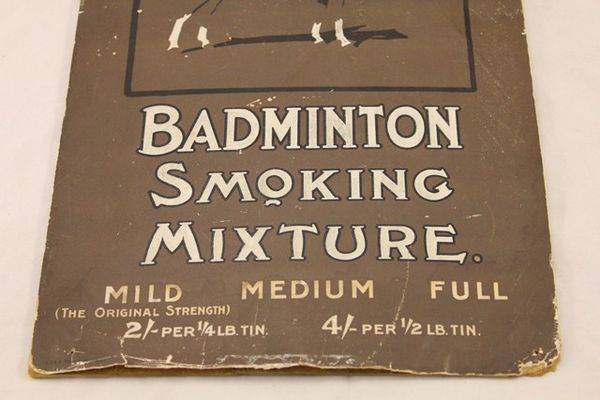 BADMINTON
SMOKING
MIXTURE.
MILD MEDIUM FULL
(THE ORIGINAL STRENGTH)
2/- PER 1/4 LB. TIN. 4/- PER 1/2 LB. TIN.